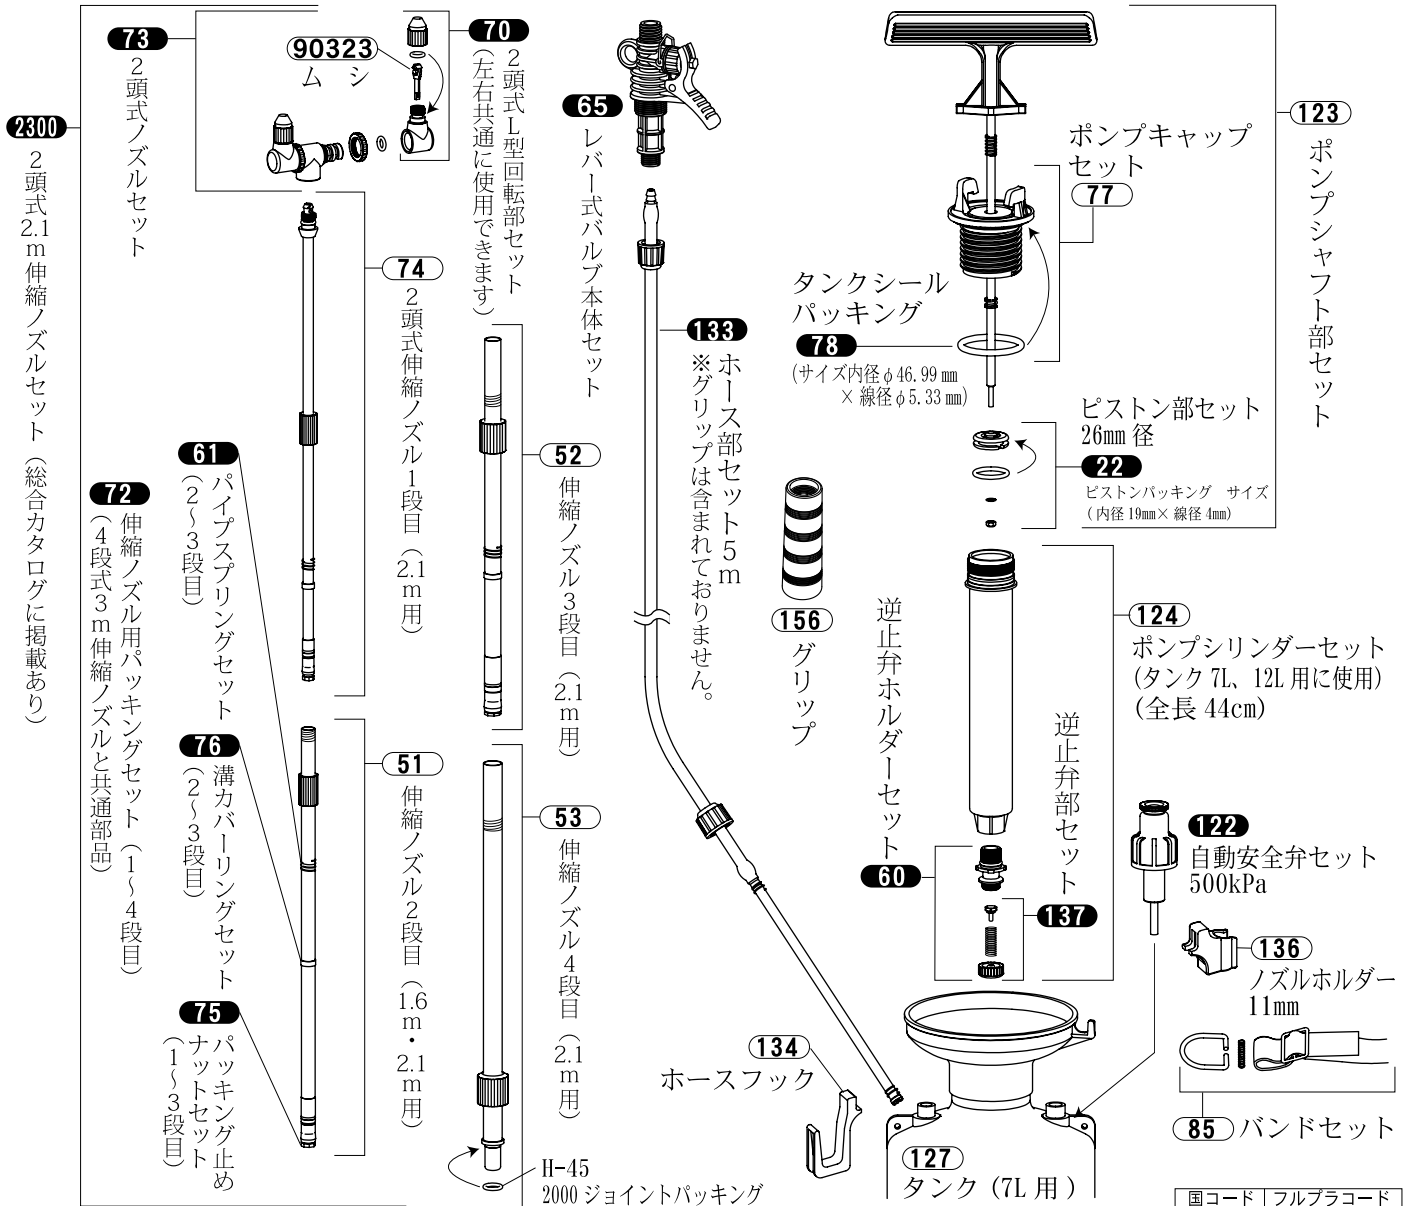 2300
2頭式2.1m伸縮ノズルセット（総合カタログに掲載あり）
73
2頭式ノズルセット
90323
ムシ
70
2頭式L型回転部セット
（左右共通に使用できます）
74
2頭式伸縮ノズル1段目（2.1m用）
61
パイプスプリングセット
（2～3段目）
72
伸縮ノズル用パッキングセット（1～4段目）
（4段式3m伸縮ノズルと共通部品）
76
溝カバーリングセット
（2～3段目）
75
パッキング止め
ナットセット
（1～3段目）
51
伸縮ノズル2段目（1.6m・2.1m用）
52
伸縮ノズル3段目（2.1m用）
53
伸縮ノズル4段目（2.1m用）
H-45
2000 ジョイントパッキング
65
レバー式バルブ本体セット
133
ホース部セット5m
※グリップは含まれておりません。
156
グリップ
134
ホースフック
123
ポンプシャフト部セット
ポンプキャップ
セット
77
タンクシール
パッキング
78
(サイズ内径φ46.99㎜
×線径φ5.33㎜)
ピストン部セット
26mm 径
22
ピストンパッキング サイズ
(内径19mm×線径4mm)
124
ポンプシリンダーセット
(タンク 7L、12L 用に使用)
(全長 44cm)
逆止弁ホルダーセット
60
逆止弁部セット
137
122
自動安全弁セット
500kPa
136
ノズルホルダー
11mm
85 バンドセット
127
タンク (7L 用 )
国コード フルプラコード